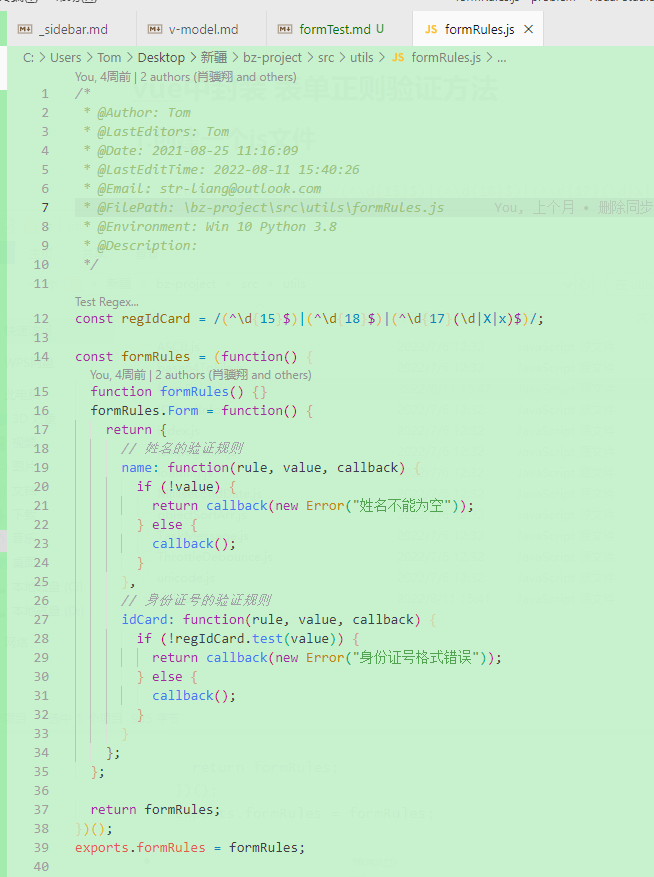 _sidebar.md
v-model.md
formTest.md U
JS formRules.js
C: > Users > Tom > Desktop > 新疆 > bz-project > src > utils > JS formRules.js > ...
You, 4周前 | 2 authors (肖骥翔 and others)
1 /*
2 * @Author: Tom
3 * @LastEditors: Tom
4 * @Date: 2021-08-25 11:16:09
5 * @LastEditTime: 2022-08-11 15:40:26
6 * @Email: str-liang@outlook.com
7 * @FilePath: \bz-project\src\utils\formRules.js You, 上个月 • 删除同步
8 * @Environment: Win 10 Python 3.8
9 * @Description:
10 */
11
Test Regex...
12 const regIdCard = /(^\d{15}$)|(^\d{18}$)|(^\d{17}(\d|X|x)$)/;
13
14 const formRules = (function() {
You, 4周前 | 2 authors (肖骥翔 and others)
15 function formRules() {}
16 formRules.Form = function() {
17 return {
18 // 姓名的验证规则
19 name: function(rule, value, callback) {
20 if (!value) {
21 return callback(new Error("姓名不能为空"));
22 } else {
23 callback();
24 }
25 },
26 // 身份证号的验证规则
27 idCard: function(rule, value, callback) {
28 if (!regIdCard.test(value)) {
29 return callback(new Error("身份证号格式错误"));
30 } else {
31 callback();
32 }
33 }
34 };
35 };
36
37 return formRules;
38 })();
39 exports.formRules = formRules;
40